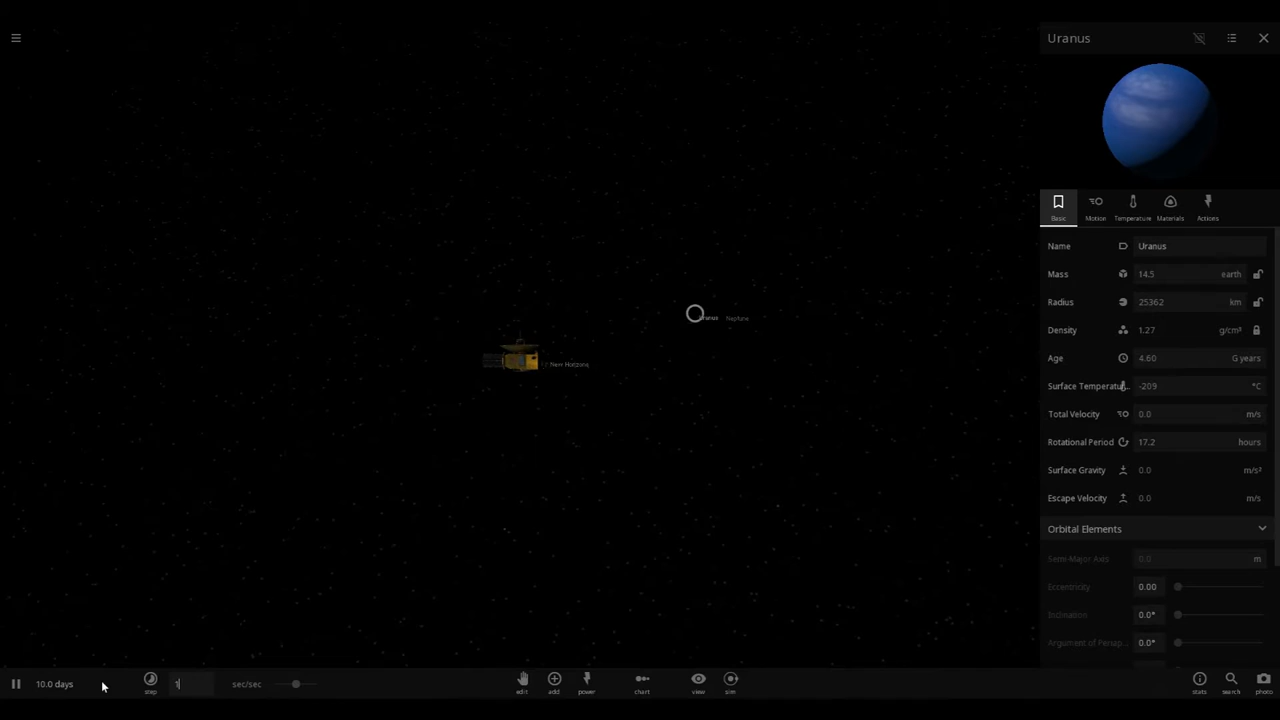 Uranus
Basic
Motion
Temperature
Materials
Actions
Name Uranus
Mass 14.5 earth
Radius 25362 km
Density 1.27 g/cm³
Age 4.60 G years
Surface Temperatur... -209 °C
Total Velocity 0.0 m/s
Rotational Period 17.2 hours
Surface Gravity 0.0 m/s²
Escape Velocity 0.0 m/s
Orbital Elements
Semi-Major Axis 0.0 m
Eccentricity 0.00
Inclination 0.0°
Argument of Periap... 0.0°
Uranus Neptune
New Horizons
10.0 days
step
1
sec/sec
edit
add
power
chart
view
sim
stats
search
photo